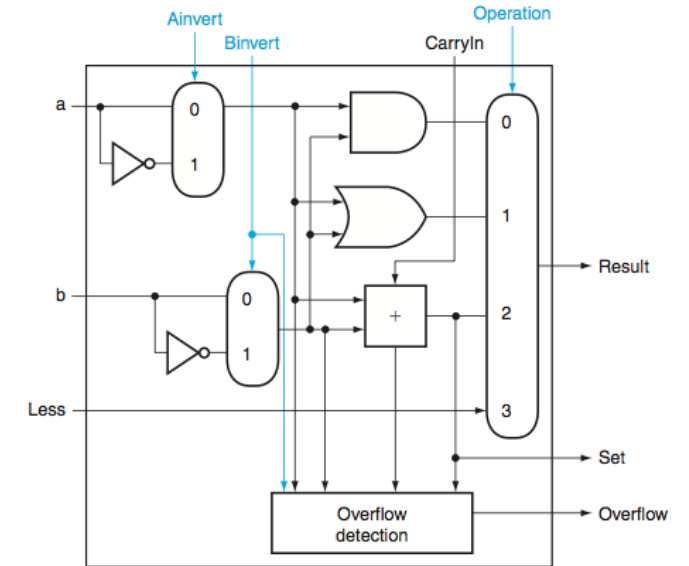 Operation
Ainvert
Binvert
CarryIn
a
0
0
1
1
Result
b
0
+
2
1
Less
3
Set
Overflow
detection
Overflow